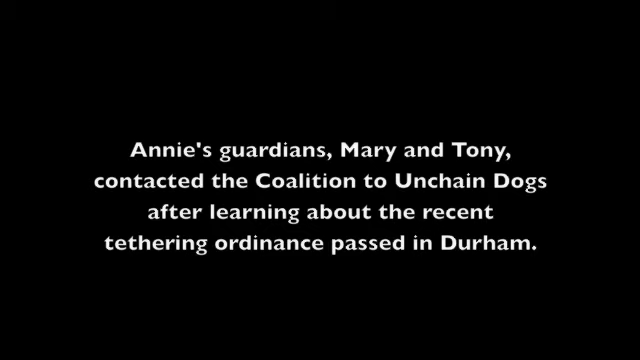 Annie's guardians, Mary and Tony,
contacted the Coalition to Unchain Dogs
after learning about the recent
tethering ordinance passed in Durham.